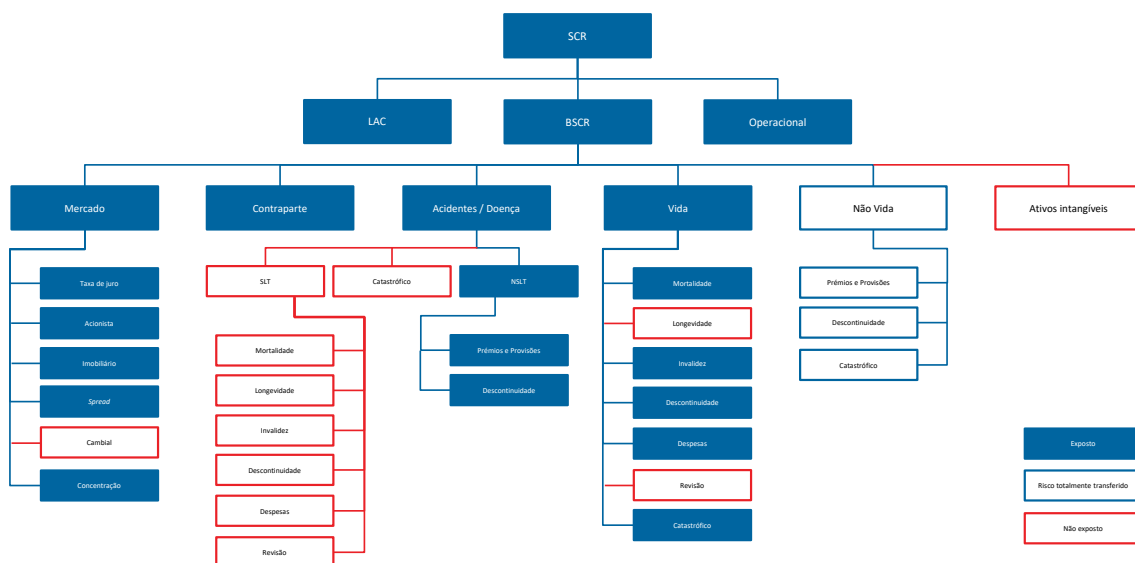 SCR
LAC
BSCR
Operacional
Mercado
Contraparte
Acidentes / Doença
Vida
Não Vida
Ativos intangíveis
Taxa de juro
Acionista
Imobiliário
Spread
Cambial
Concentração
SLT
Catastrófico
NSLT
Mortalidade
Longevidade
Invalidez
Descontinuidade
Despesas
Revisão
Prémios e Provisões
Descontinuidade
Mortalidade
Longevidade
Invalidez
Descontinuidade
Despesas
Revisão
Catastrófico
Prémios e Provisões
Descontinuidade
Catastrófico
Exposto
Risco totalmente transferido
Não exposto